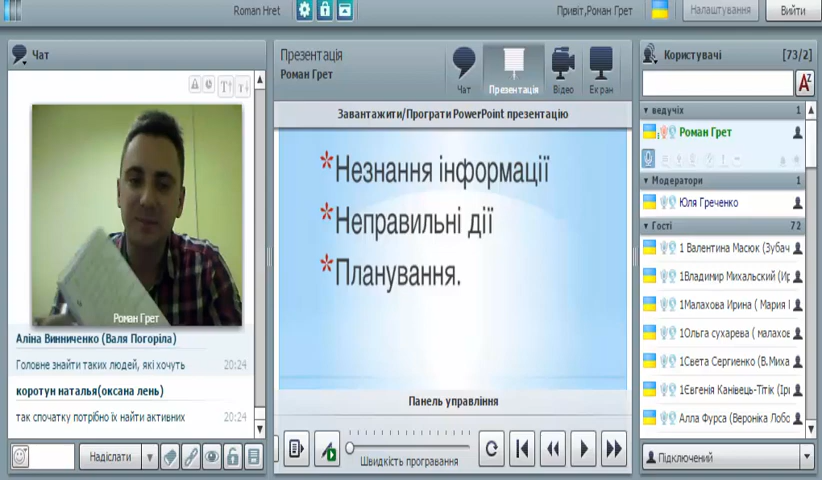 Roman Hret
Привіт,Роман Грет
Налаштування
Вийти
Чат
Роман Грет
Аліна Винниченко (Валя Погоріла)
Головне знайти таких людей, які хочуть 20:24
коротун наталья(оксана лень)
так спочатку потрібно їх найти активних 20:24
Надіслати
Презентація
Роман Грет
Чат
Презентація
Відео
Екран
Завантажити/Програти PowerPoint презентацію
*Незнання інформації
*Неправильні дії
*Планування.
Панель управління
Швидкість програвання
Користувачі [73/2]
ведучіх 1
Роман Грет
Модератори 1
Юля Греченко
Гості 72
1 Валентина Масюк (Зубач
1Владимир Михальский (Ир
1Малахова Ирина ( Мария
1Ольга сухарева ( малахов
1Света Сергиенко (В.Миха
1Євгенія Канівець-Тітік (Ірі
Алла Фурса (Вероніка Лобо
Підключений